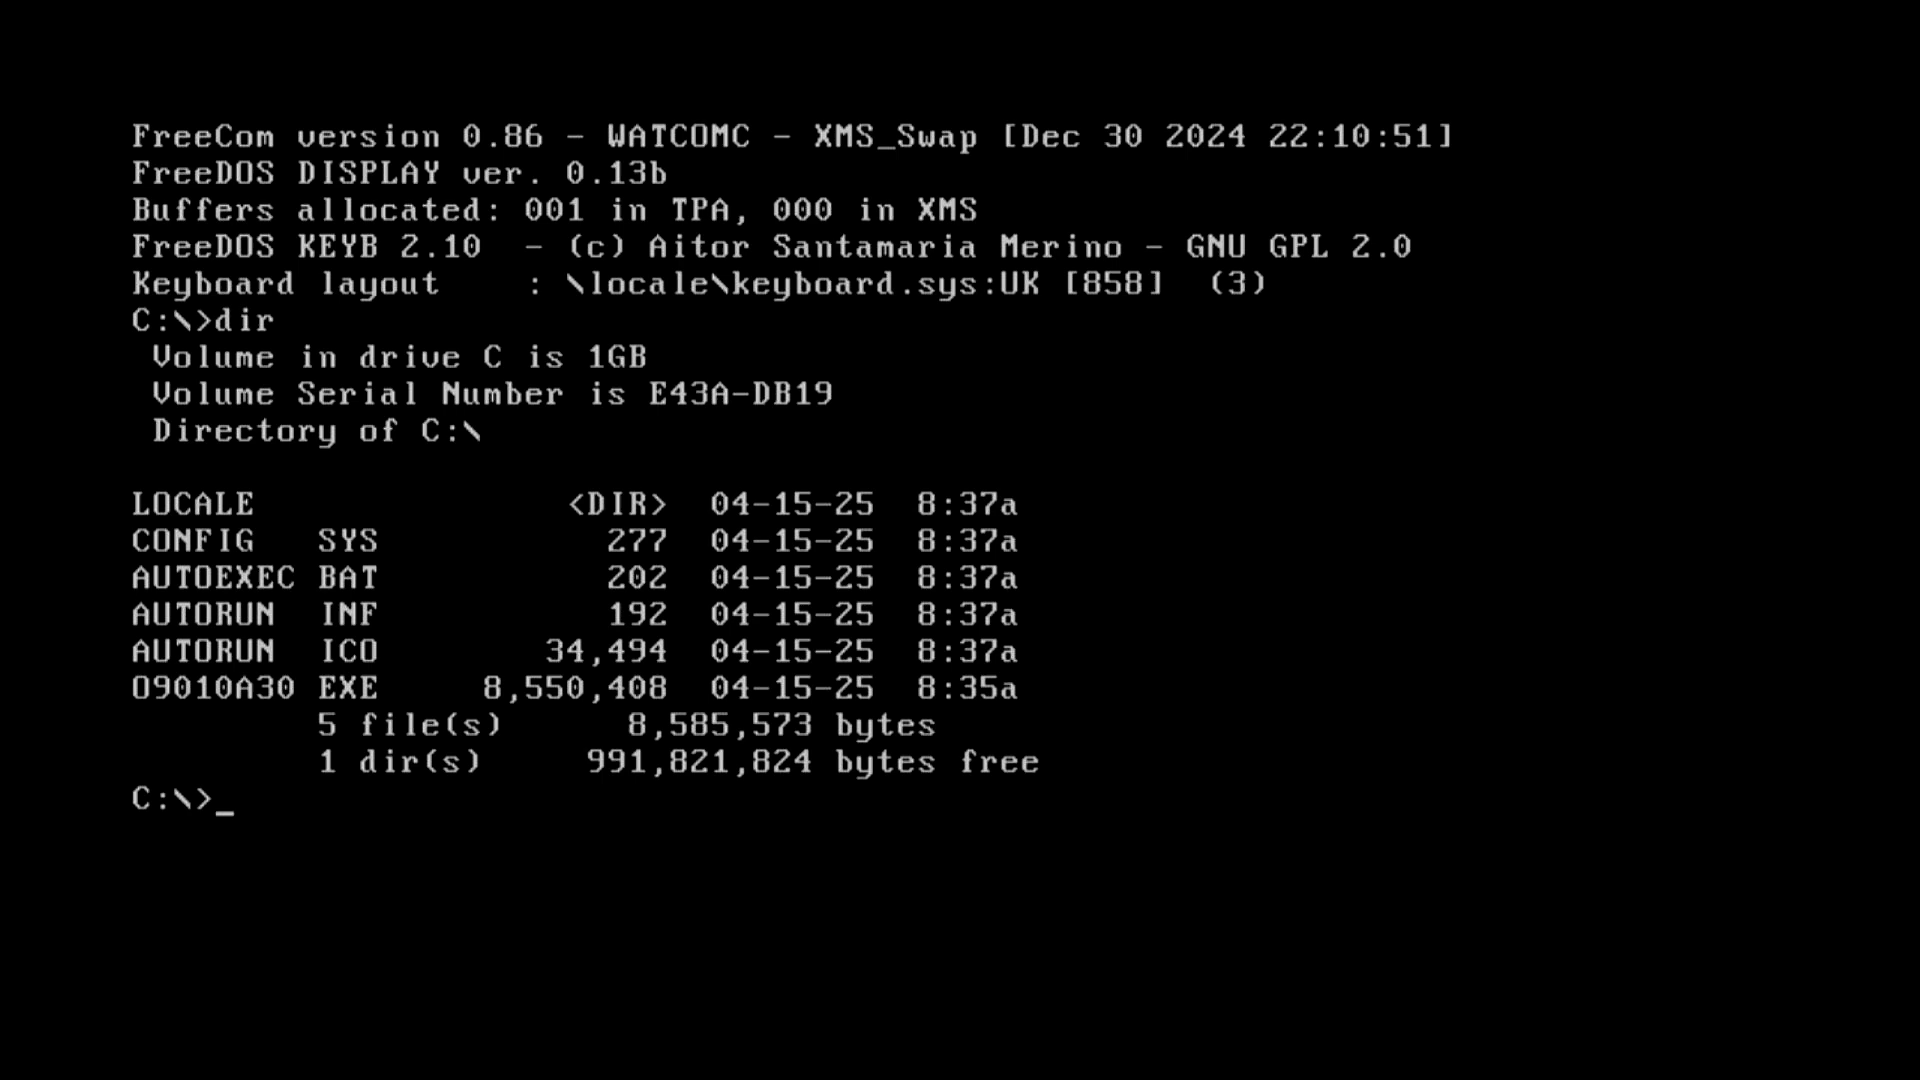 FreeCom version 0.86 - WATCOMC - XMS_Swap [Dec 30 2024 22:10:51]
FreeDOS DISPLAY ver. 0.13b
Buffers allocated: 001 in TPA, 000 in XMS
FreeDOS KEYB 2.10  - (c) Aitor Santamaria Merino - GNU GPL 2.0
Keyboard layout    : \locale\keyboard.sys:UK [858]  (3)
C:\>dir
 Volume in drive C is 1GB
 Volume Serial Number is E43A-DB19
 Directory of C:\

LOCALE               <DIR>  04-15-25  8:37a
CONFIG   SYS           277  04-15-25  8:37a
AUTOEXEC BAT           202  04-15-25  8:37a
AUTORUN  INF           192  04-15-25  8:37a
AUTORUN  ICO        34,494  04-15-25  8:37a
O9010A30 EXE     8,550,408  04-15-25  8:35a
         5 file(s)      8,585,573 bytes
         1 dir(s)     991,821,824 bytes free
C:\>_